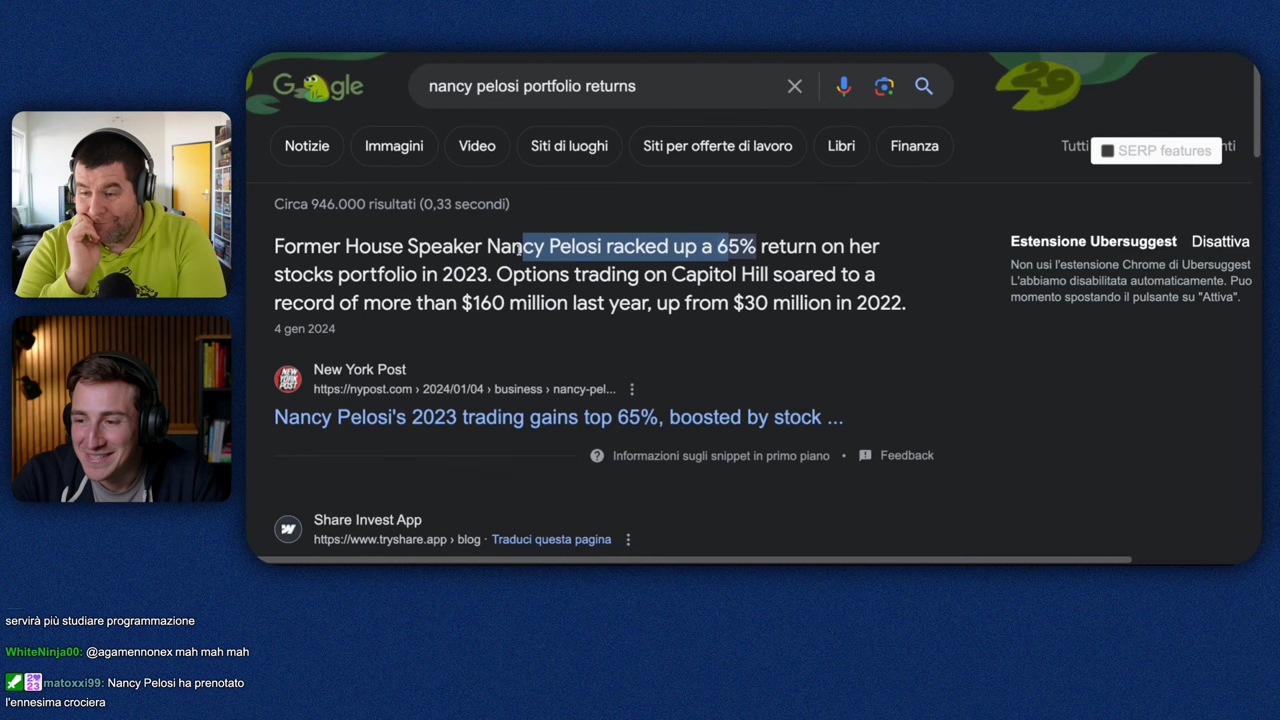 Google
nancy pelosi portfolio returns
29
Notizie
Immagini
Video
Siti di luoghi
Siti per offerte di lavoro
Libri
Finanza
Tutti
SERP features
nti
Circa 946.000 risultati (0,33 secondi)
Former House Speaker Nancy Pelosi racked up a 65% return on her
stocks portfolio in 2023. Options trading on Capitol Hill soared to a
record of more than $160 million last year, up from $30 million in 2022.
4 gen 2024
Estensione Ubersuggest Disattiva
Non usi l'estensione Chrome di Ubersuggest
L'abbiamo disabilitata automaticamente. Puo
momento spostando il pulsante su "Attiva".
NEW YORK POST
New York Post
https://nypost.com › 2024/01/04 › business › nancy-pel...
Nancy Pelosi's 2023 trading gains top 65%, boosted by stock ...
Informazioni sugli snippet in primo piano • Feedback
Share Invest App
https://www.tryshare.app › blog · Traduci questa pagina
servirà più studiare programmazione
WhiteNinja00: @agamennonex mah mah mah
matoxxi99: Nancy Pelosi ha prenotato
l'ennesima crociera